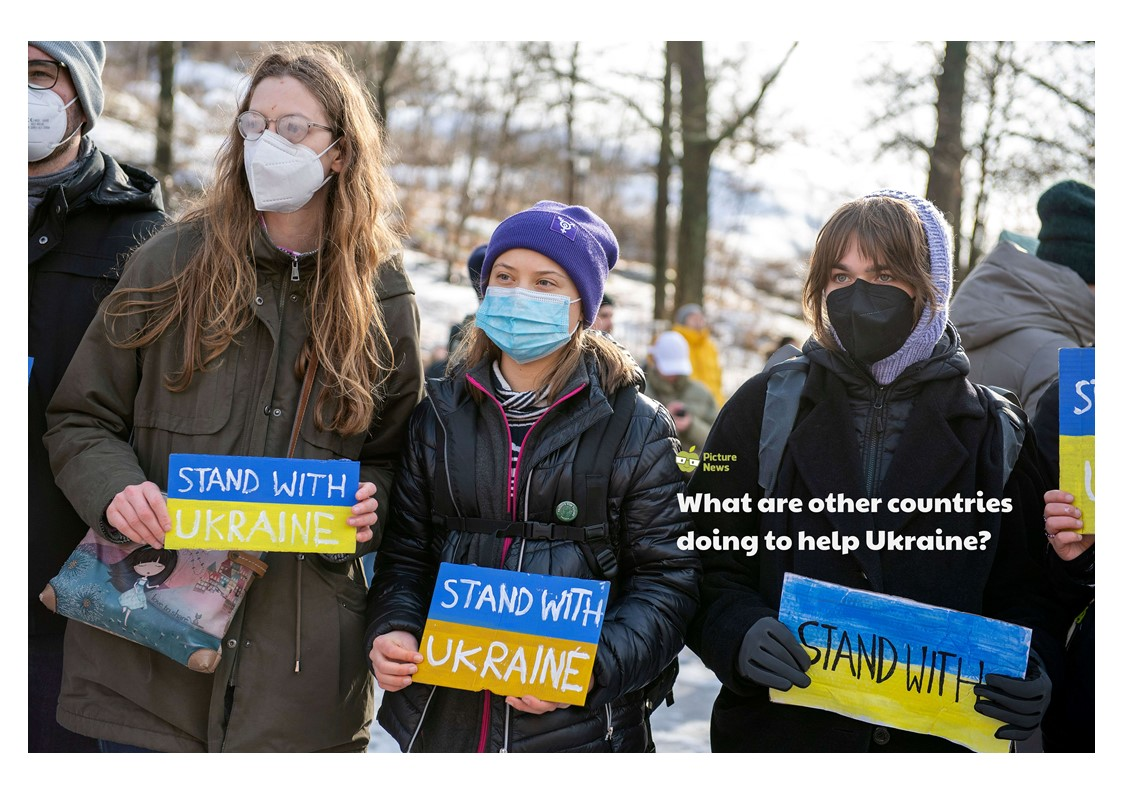 STAND WITH
UKRAINE
STAND WITH
UKRAINE
Picture
News
What are other countries
doing to help Ukraine?
STAND WITH
S
U